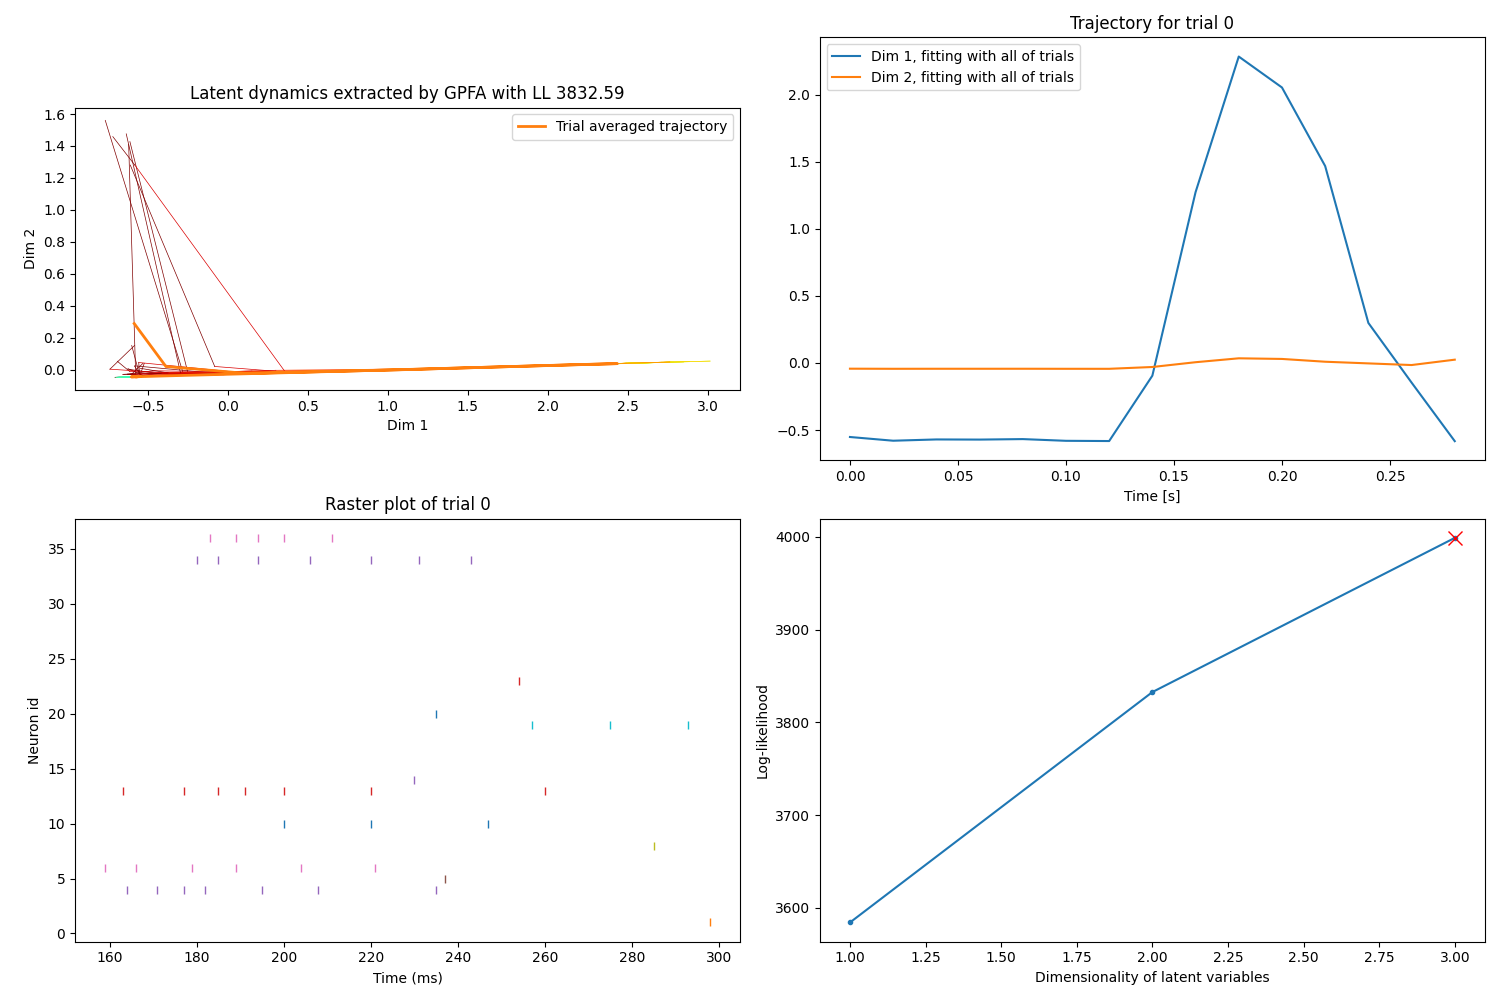 Latent dynamics extracted by GPFA with LL 3832.59
Trial averaged trajectory
1.6
1.4
1.2
1.0
0.8
0.6
0.4
0.2
0.0
Dim 2
−0.5 0.0 0.5 1.0 1.5 2.0 2.5 3.0
Dim 1
Trajectory for trial 0
Dim 1, fitting with all of trials
Dim 2, fitting with all of trials
2.0
1.5
1.0
0.5
0.0
−0.5
0.00 0.05 0.10 0.15 0.20 0.25
Time [s]
Raster plot of trial 0
35
30
25
20
15
10
5
0
Neuron id
160 180 200 220 240 260 280 300
Time (ms)
4000
3900
3800
3700
3600
Log-likelihood
1.00 1.25 1.50 1.75 2.00 2.25 2.50 2.75 3.00
Dimensionality of latent variables